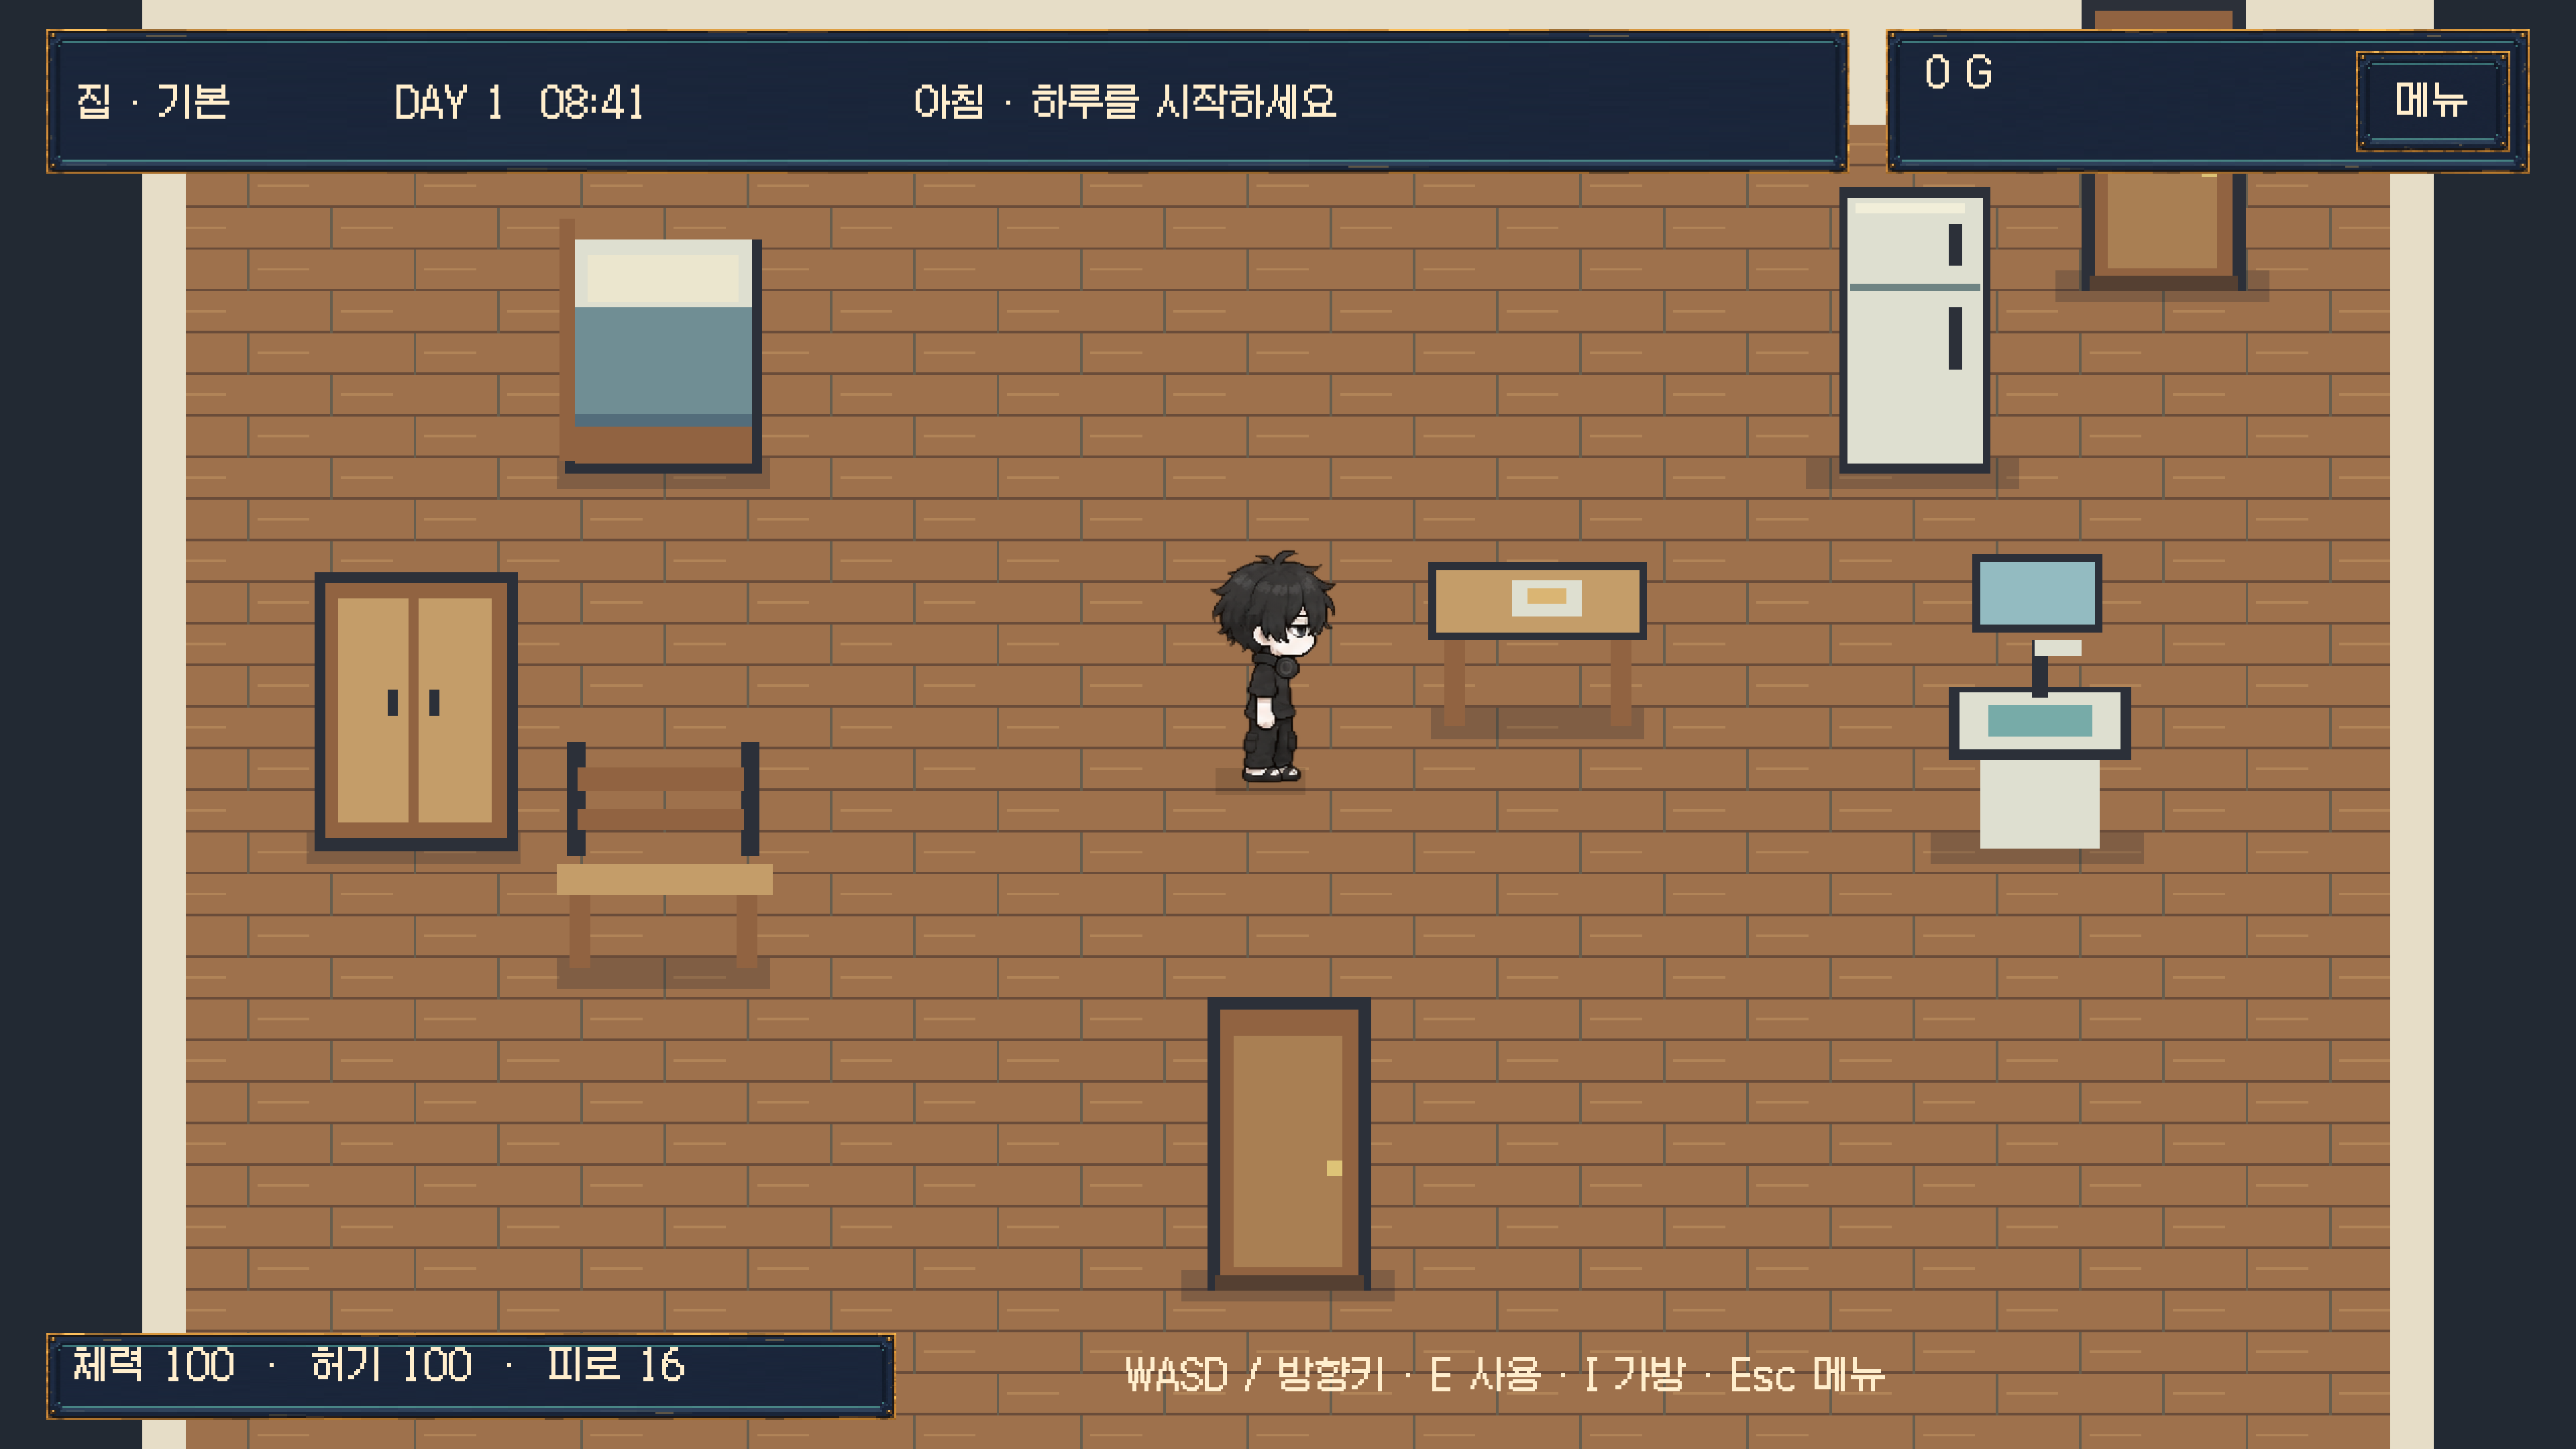 집 · 기본 DAY 1 08:41 아침 · 하루를 시작하세요
0 G
메뉴
체력 100 · 허기 100 · 피로 16
WASD / 방향키 · E 사용 · I 가방 · Esc 메뉴